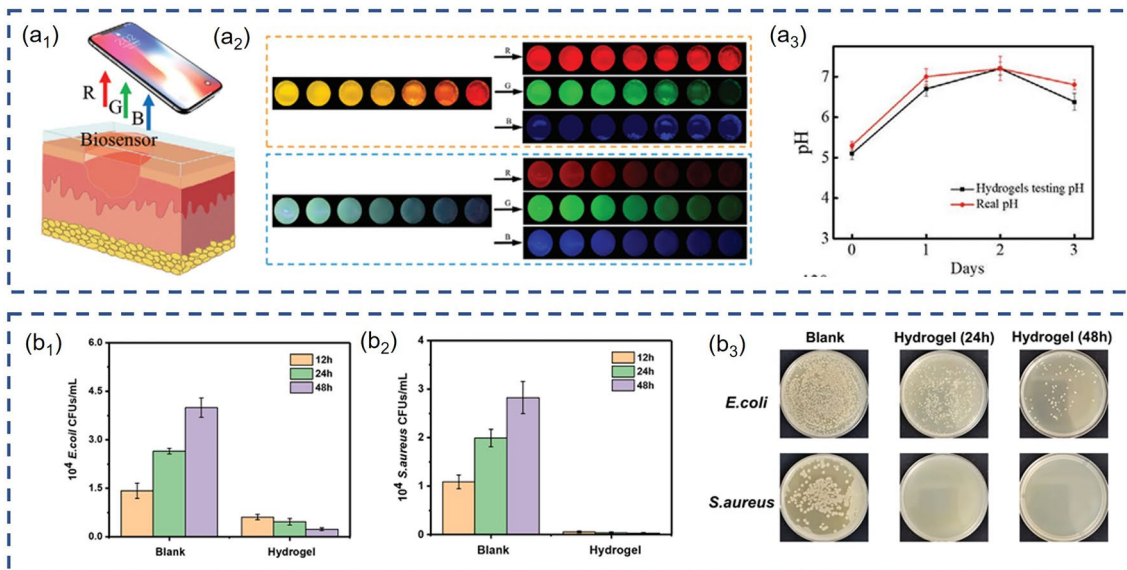 (a1)
R
G
B
Biosensor
(a2)
R
G
B
R
G
B
(a3)
pH
7
6
5
4
3
Hydrogels testing pH
Real pH
0
1
2
3
Days
(b1)
10⁴ E.coli CFUs/mL
6.0
4.5
3.0
1.5
0.0
12h
24h
48h
Blank
Hydrogel
(b2)
10⁴ S.aureus CFUs/mL
4
3
2
1
0
12h
24h
48h
Blank
Hydrogel
(b3)
Blank
Hydrogel (24h)
Hydrogel (48h)
E.coli
S.aureus